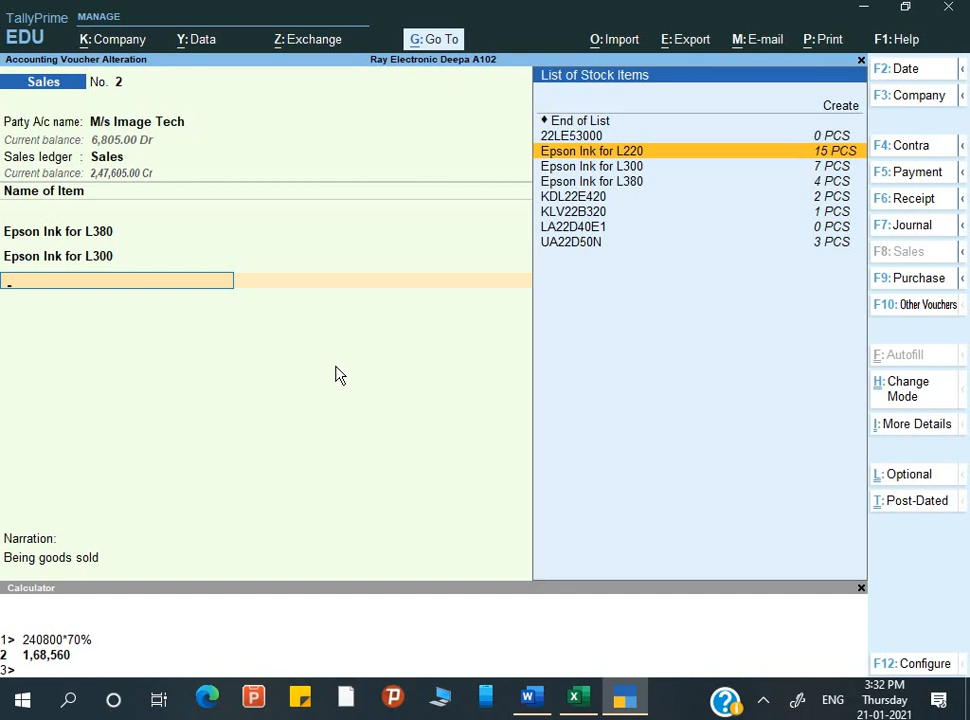 TallyPrime MANAGE
EDU
K: Company Y: Data Z: Exchange G: Go To O: Import E: Export M: E-mail P: Print F1: Help
Accounting Voucher Alteration Ray Electronic Deepa A102
Sales No. 2
Party A/c name: M/s Image Tech
Current balance: 6,805.00 Dr
Sales ledger : Sales
Current balance: 2,47,605.00 Cr
Name of Item
Epson Ink for L380
Epson Ink for L300
Narration:
Being goods sold
List of Stock Items
Create
End of List
22LE53000 0 PCS
Epson Ink for L220 15 PCS
Epson Ink for L300 7 PCS
Epson Ink for L380 4 PCS
KDL22E420 2 PCS
KLV22B320 1 PCS
LA22D40E1 0 PCS
UA22D50N 3 PCS
F2: Date
F3: Company
F4: Contra
F5: Payment
F6: Receipt
F7: Journal
F8: Sales
F9: Purchase
F10: Other Vouchers
F: Autofill
H: Change
Mode
I: More Details
L: Optional
T: Post-Dated
F12: Configure
Calculator
1> 240800*70%
2 1,68,560
3>
ENG
3:32 PM
Thursday
21-01-2021